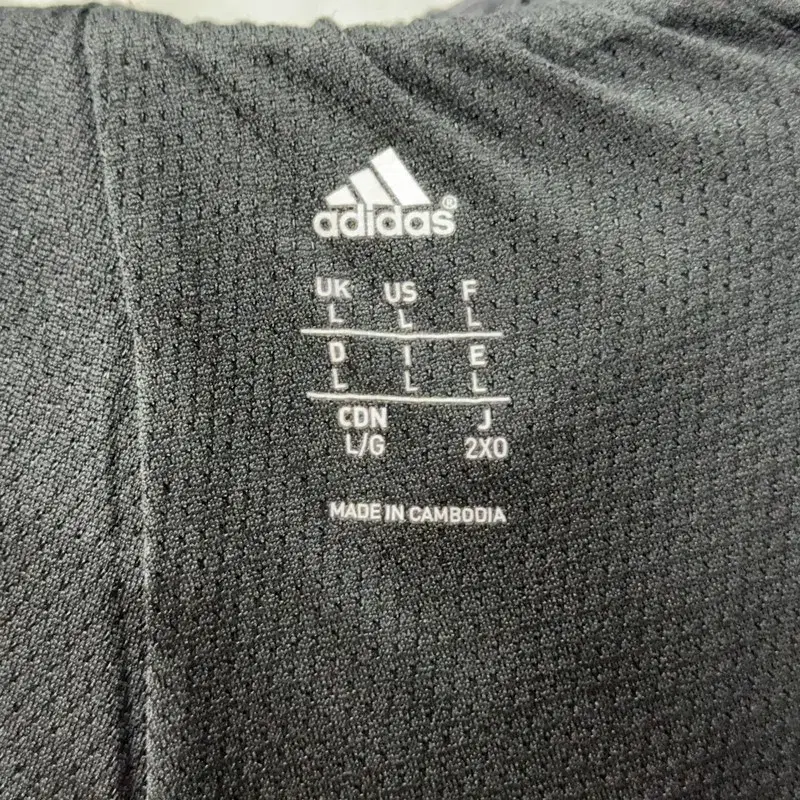 adidas®
UK US F
L L L
D I E
L L L
CDN J
L/G 2XO
MADE IN CAMBODIA